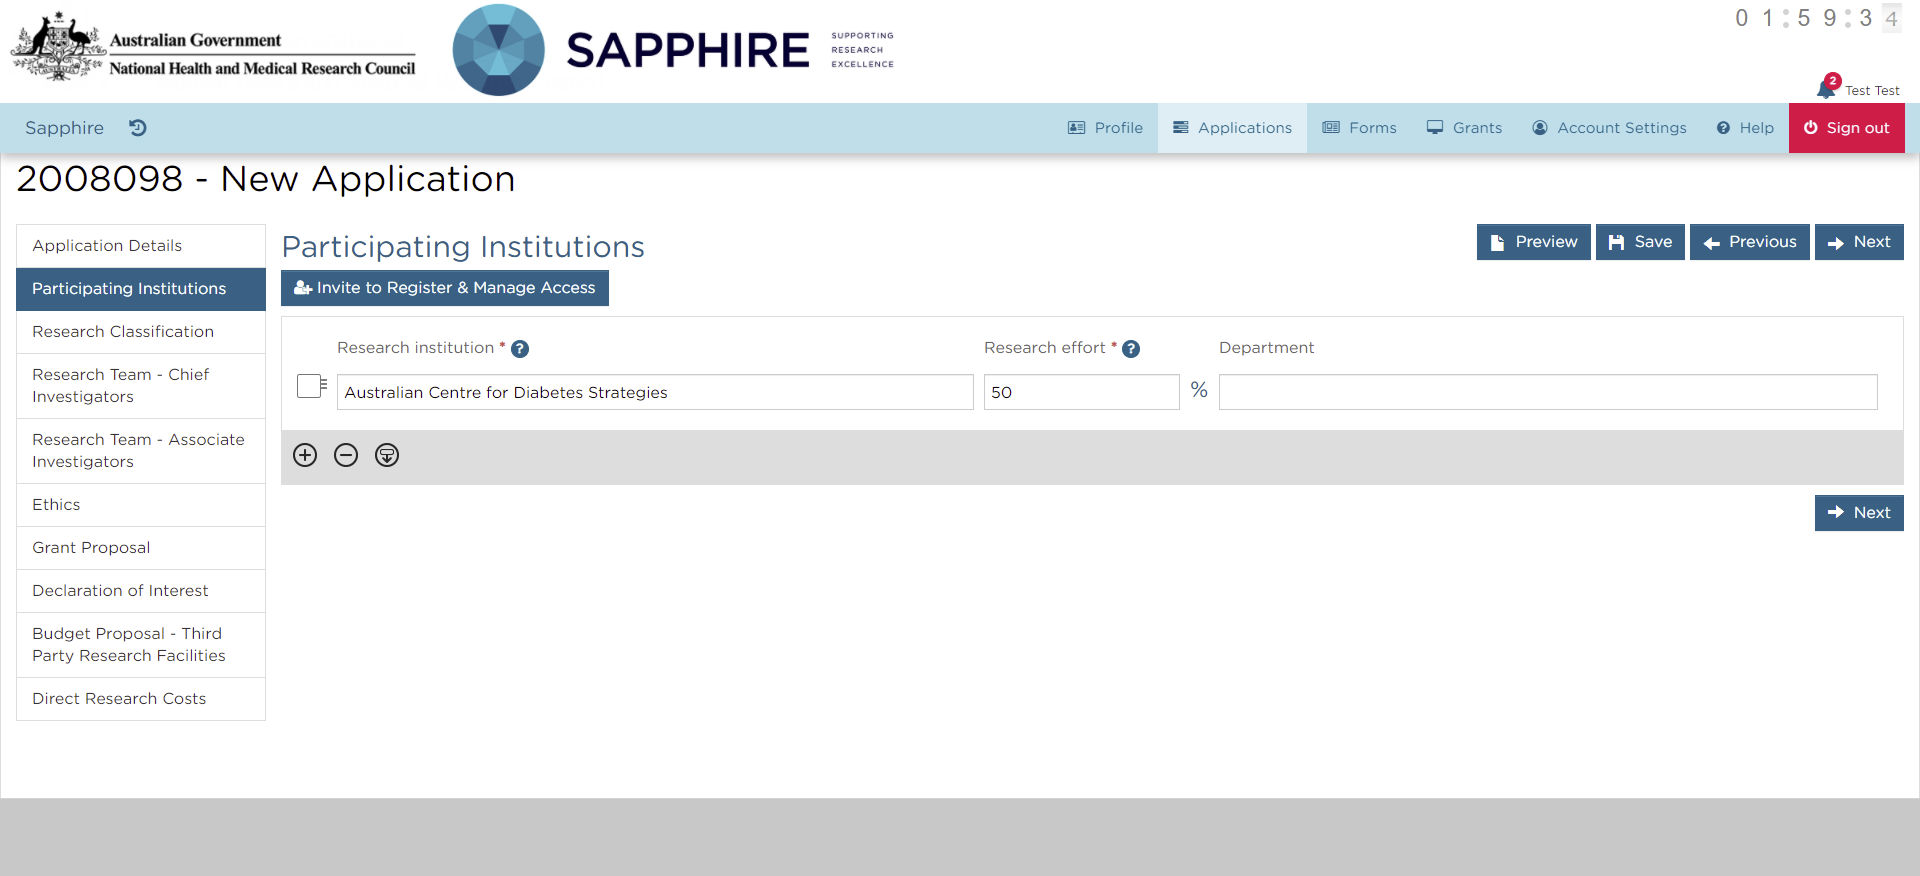 01:59:34
Australian Government
National Health and Medical Research Council
SAPPHIRE
SUPPORTING
RESEARCH
EXCELLENCE
2
Test Test
Sapphire
Profile
Applications
Forms
Grants
Account Settings
Help
Sign out
2008098 - New Application
Application Details
Participating Institutions
Research Classification
Research Team - Chief
Investigators
Research Team - Associate
Investigators
Ethics
Grant Proposal
Declaration of Interest
Budget Proposal - Third
Party Research Facilities
Direct Research Costs
Participating Institutions
Preview
Save
Previous
Next
Invite to Register & Manage Access
Research institution *
Research effort *
Department
Australian Centre for Diabetes Strategies
50
%
Next